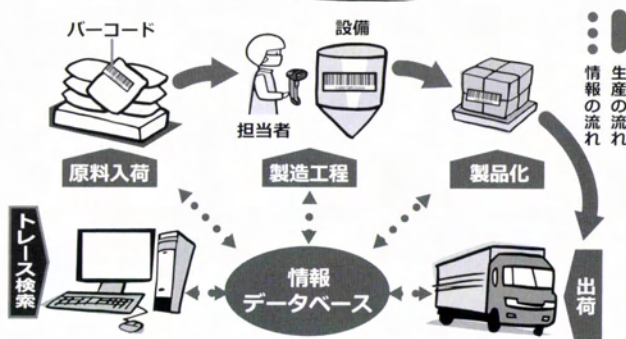 バーコード
設備
担当者
原料入荷
製造工程
製品化
生産の流れ
情報の流れ
トレース検索
情報
データベース
出荷